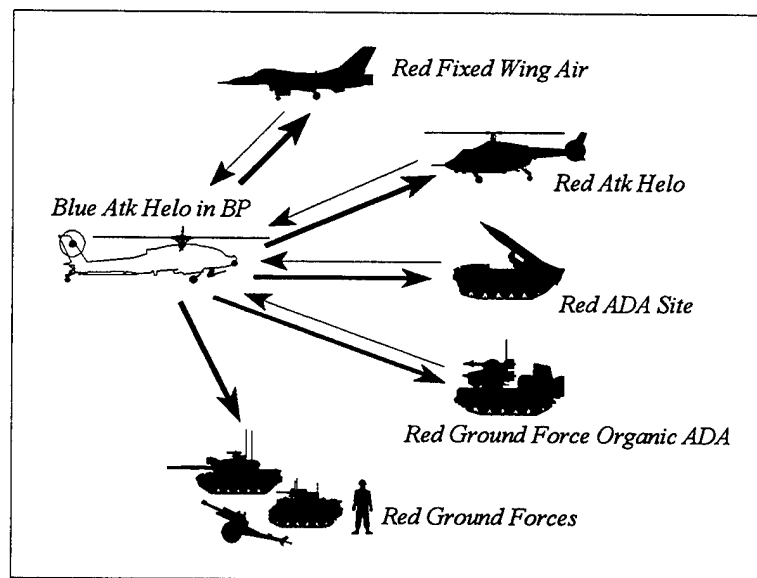 Red Fixed Wing Air
Red Atk Helo
Blue Atk Helo in BP
Red ADA Site
Red Ground Force Organic ADA
Red Ground Forces